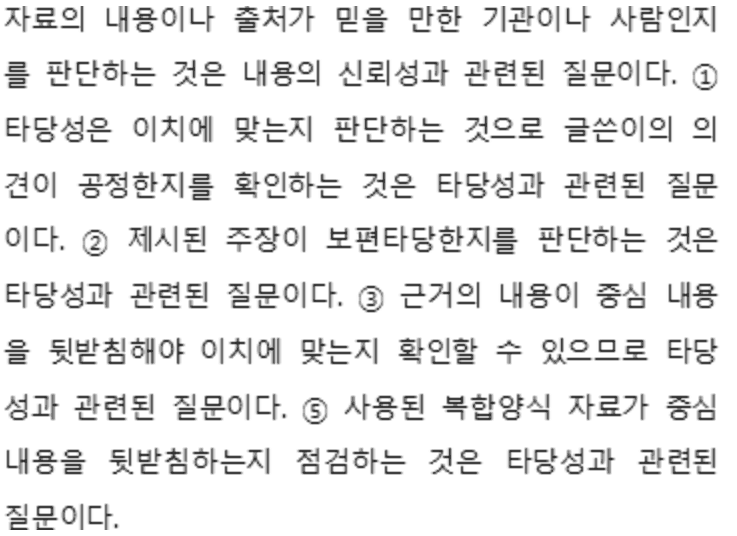 자료의 내용이나 출처가 믿을 만한 기관이나 사람인지
를 판단하는 것은 내용의 신뢰성과 관련된 질문이다. ①
타당성은 이치에 맞는지 판단하는 것으로 글쓴이의 의
견이 공정한지를 확인하는 것은 타당성과 관련된 질문
이다. ② 제시된 주장이 보편타당한지를 판단하는 것은
타당성과 관련된 질문이다. ③ 근거의 내용이 중심 내용
을 뒷받침해야 이치에 맞는지 확인할 수 있으므로 타당
성과 관련된 질문이다. ⑤ 사용된 복합양식 자료가 중심
내용을 뒷받침하는지 점검하는 것은 타당성과 관련된
질문이다.